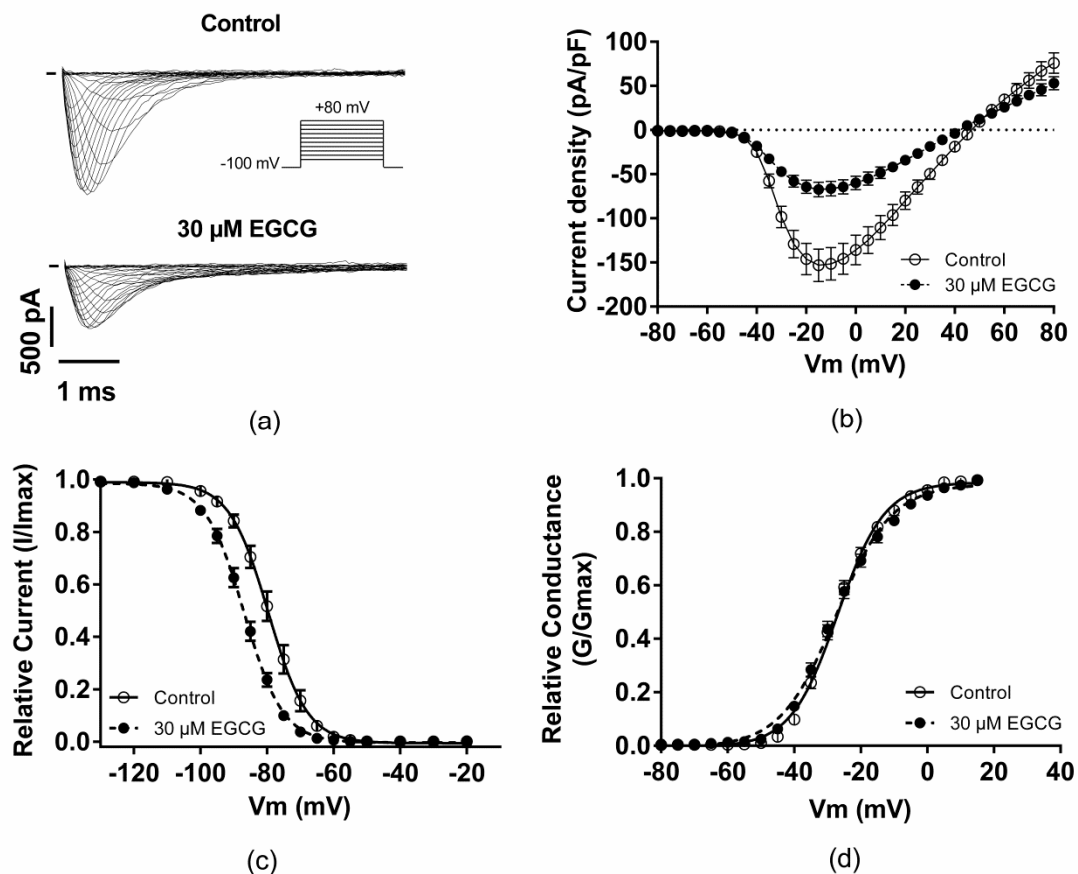 Control
+80 mV
-100 mV
30 µM EGCG
500 pA
1 ms
(a)
Current density (pA/pF)
100
50
0
-50
-100
-150
-200
-80 -60 -40 -20 0 20 40 60 80
Vm (mV)
Control
30 µM EGCG
(b)
Relative Current (I/Imax)
1.0
0.8
0.6
0.4
0.2
0.0
-120 -100 -80 -60 -40 -20
Vm (mV)
Control
30 µM EGCG
(c)
Relative Conductance
(G/Gmax)
1.0
0.8
0.6
0.4
0.2
0.0
-80 -60 -40 -20 0 20 40
Vm (mV)
Control
30 µM EGCG
(d)